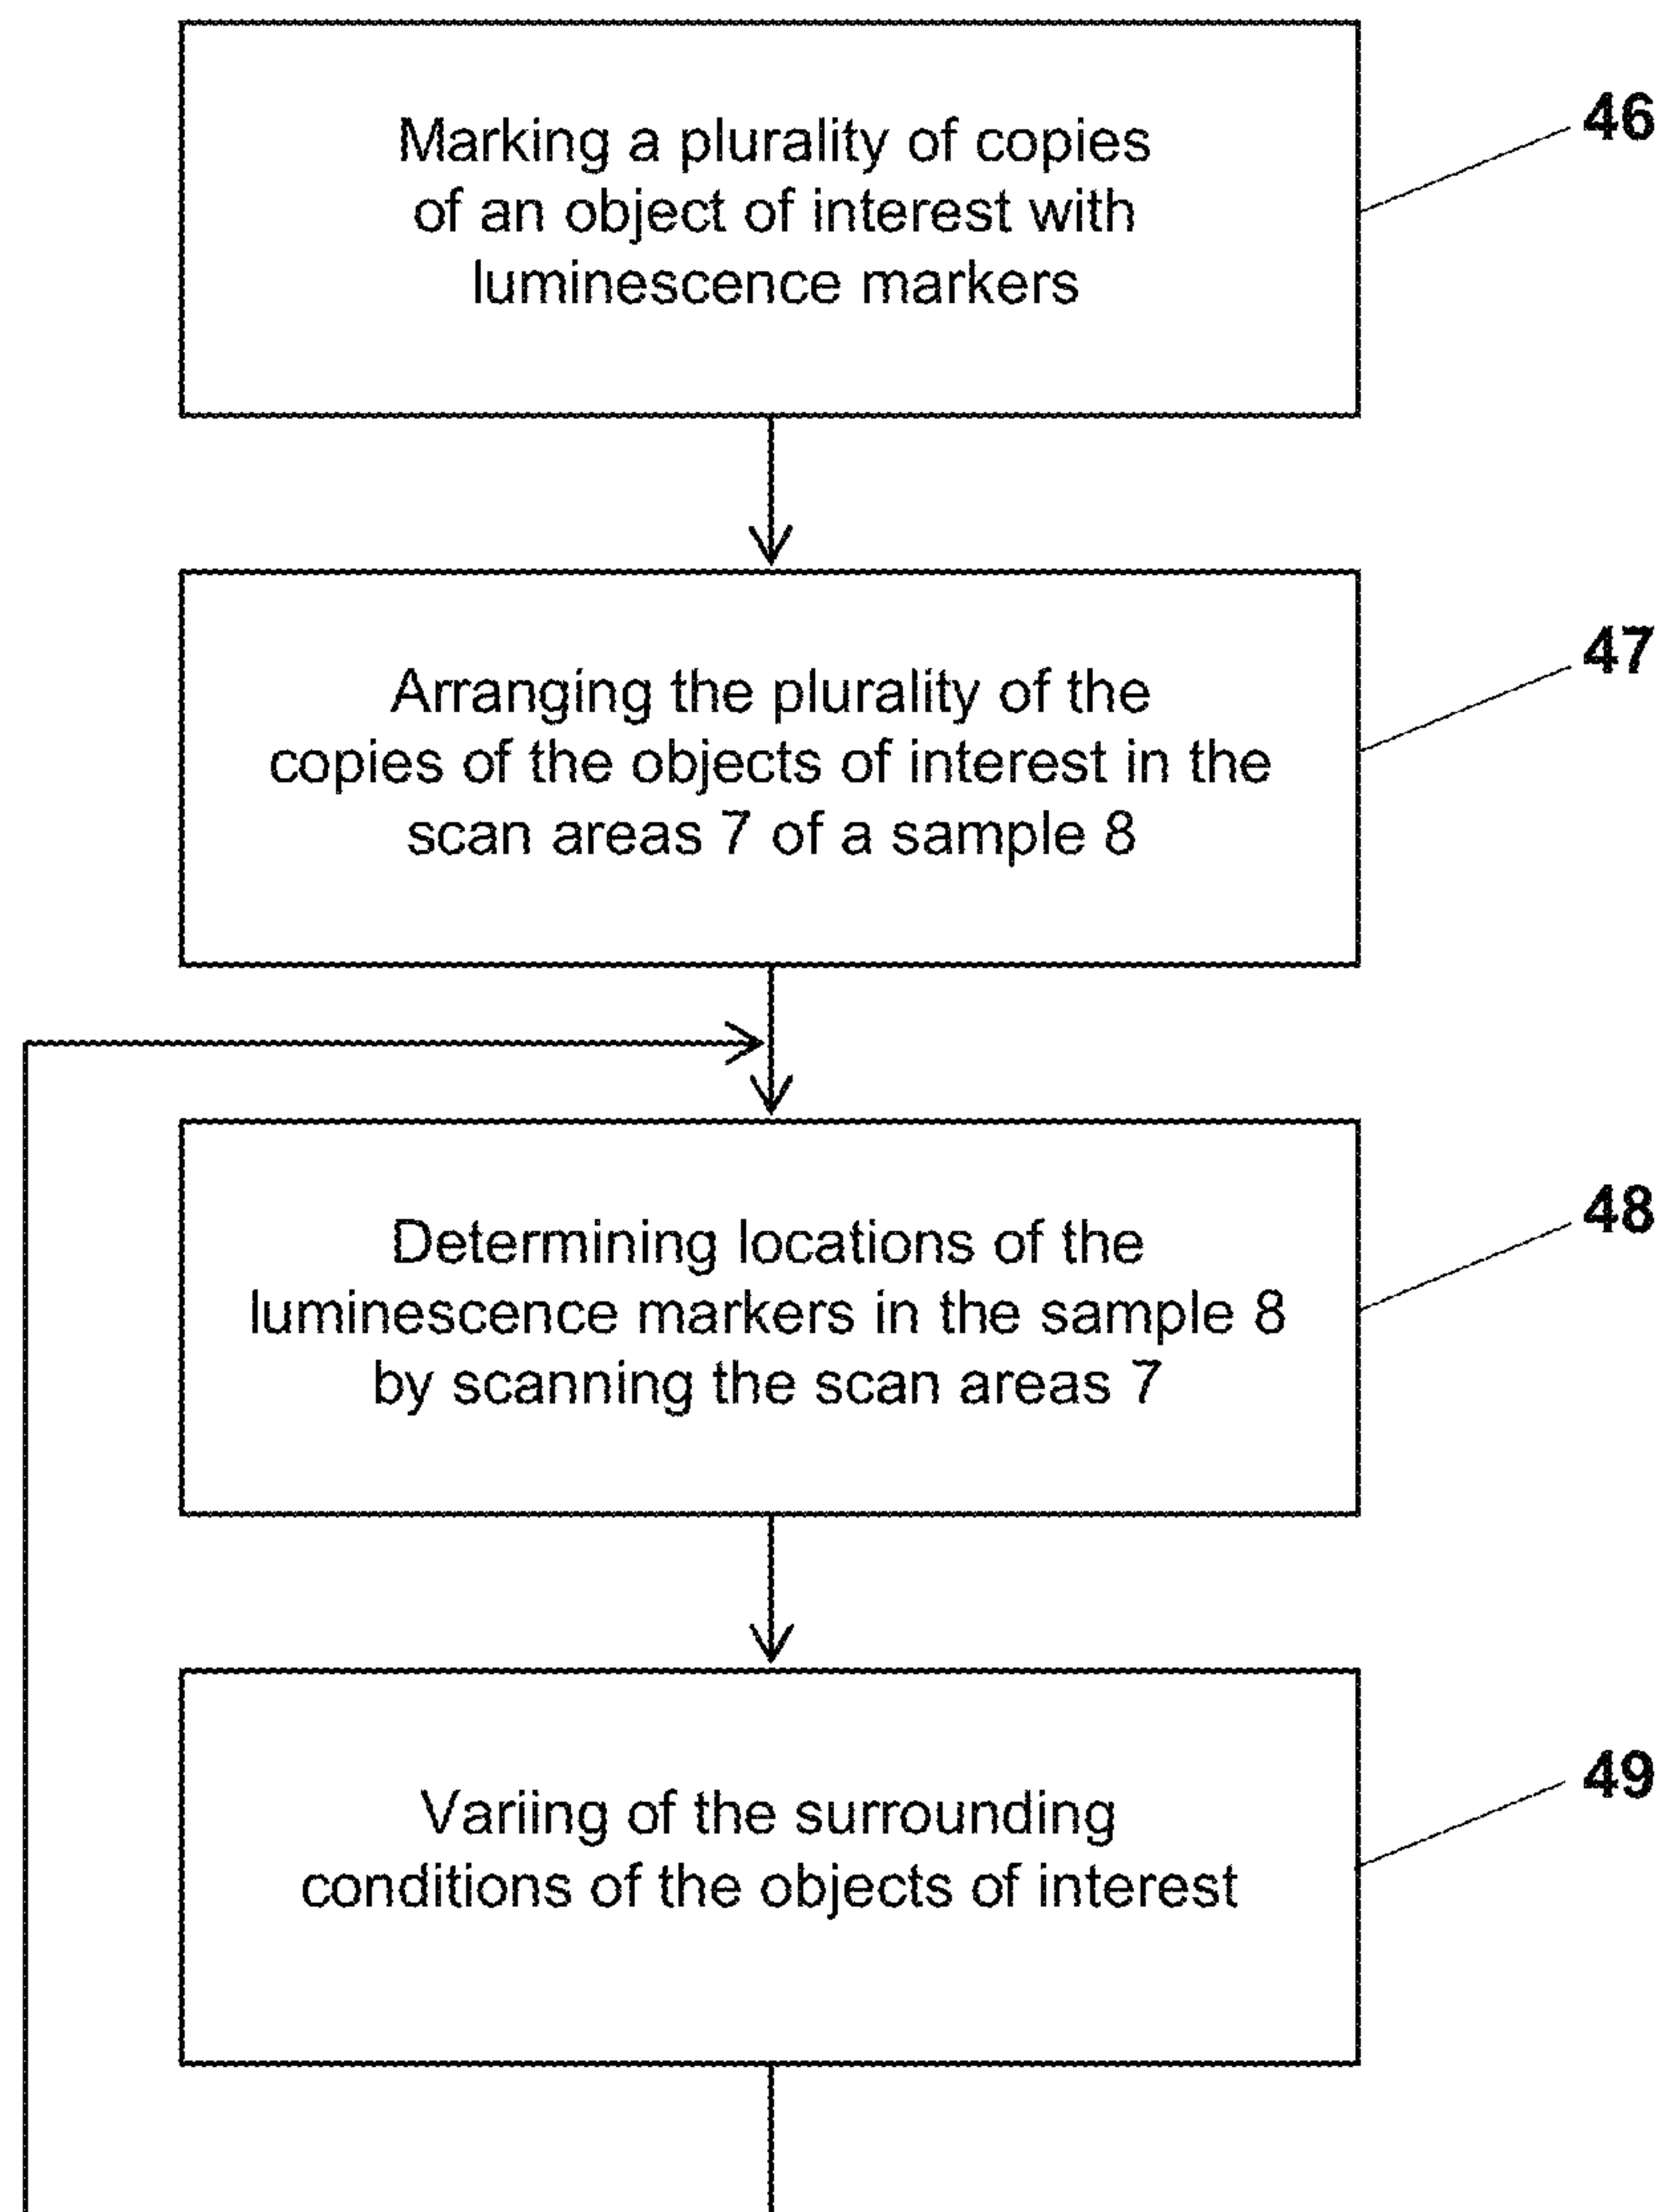 Marking a plurality of copies
of an object of interest with
luminescence markers
46
Arranging the plurality of the
copies of the objects of interest in the
scan areas 7 of a sample 8
47
Determining locations of the
luminescence markers in the sample 8
by scanning the scan areas 7
48
Variing of the surrounding
conditions of the objects of interest
49